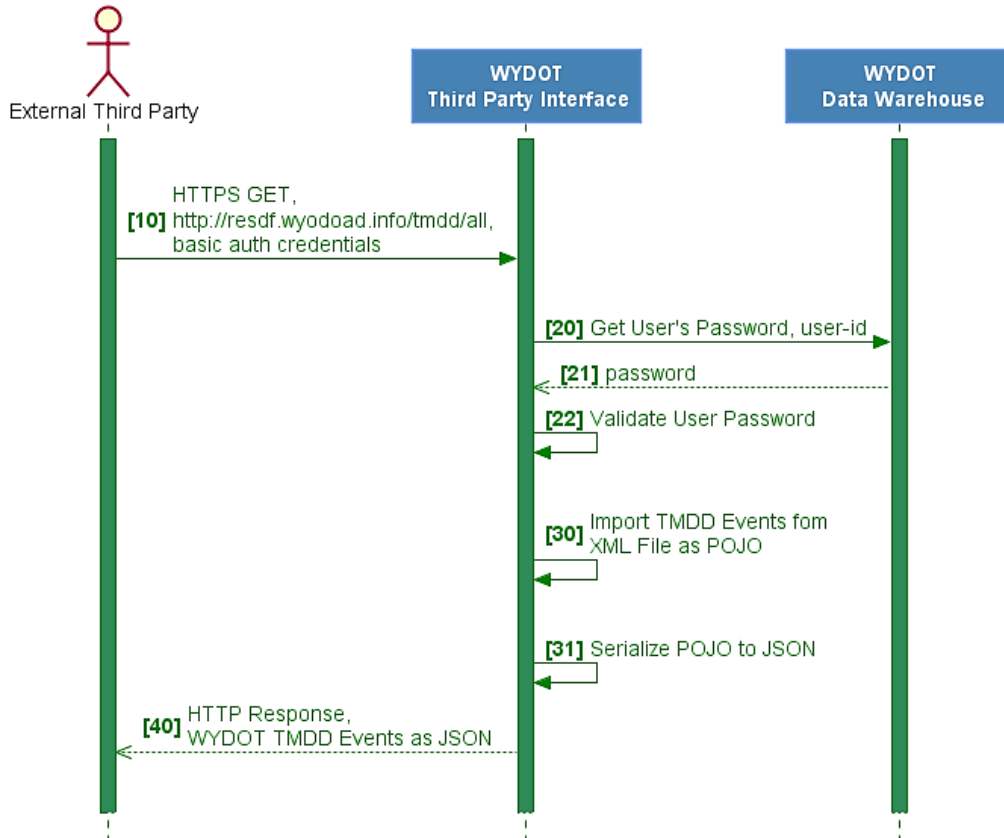 External Third Party
WYDOT
Third Party Interface
WYDOT
Data Warehouse
HTTPS GET,
[10] http://resdf.wyodoad.info/tmdd/all,
basic auth credentials
[20] Get User's Password, user-id
[21] password
[22] Validate User Password
Import TMDD Events fom
[30] XML File as POJO
[31] Serialize POJO to JSON
HTTP Response,
[40] WYDOT TMDD Events as JSON